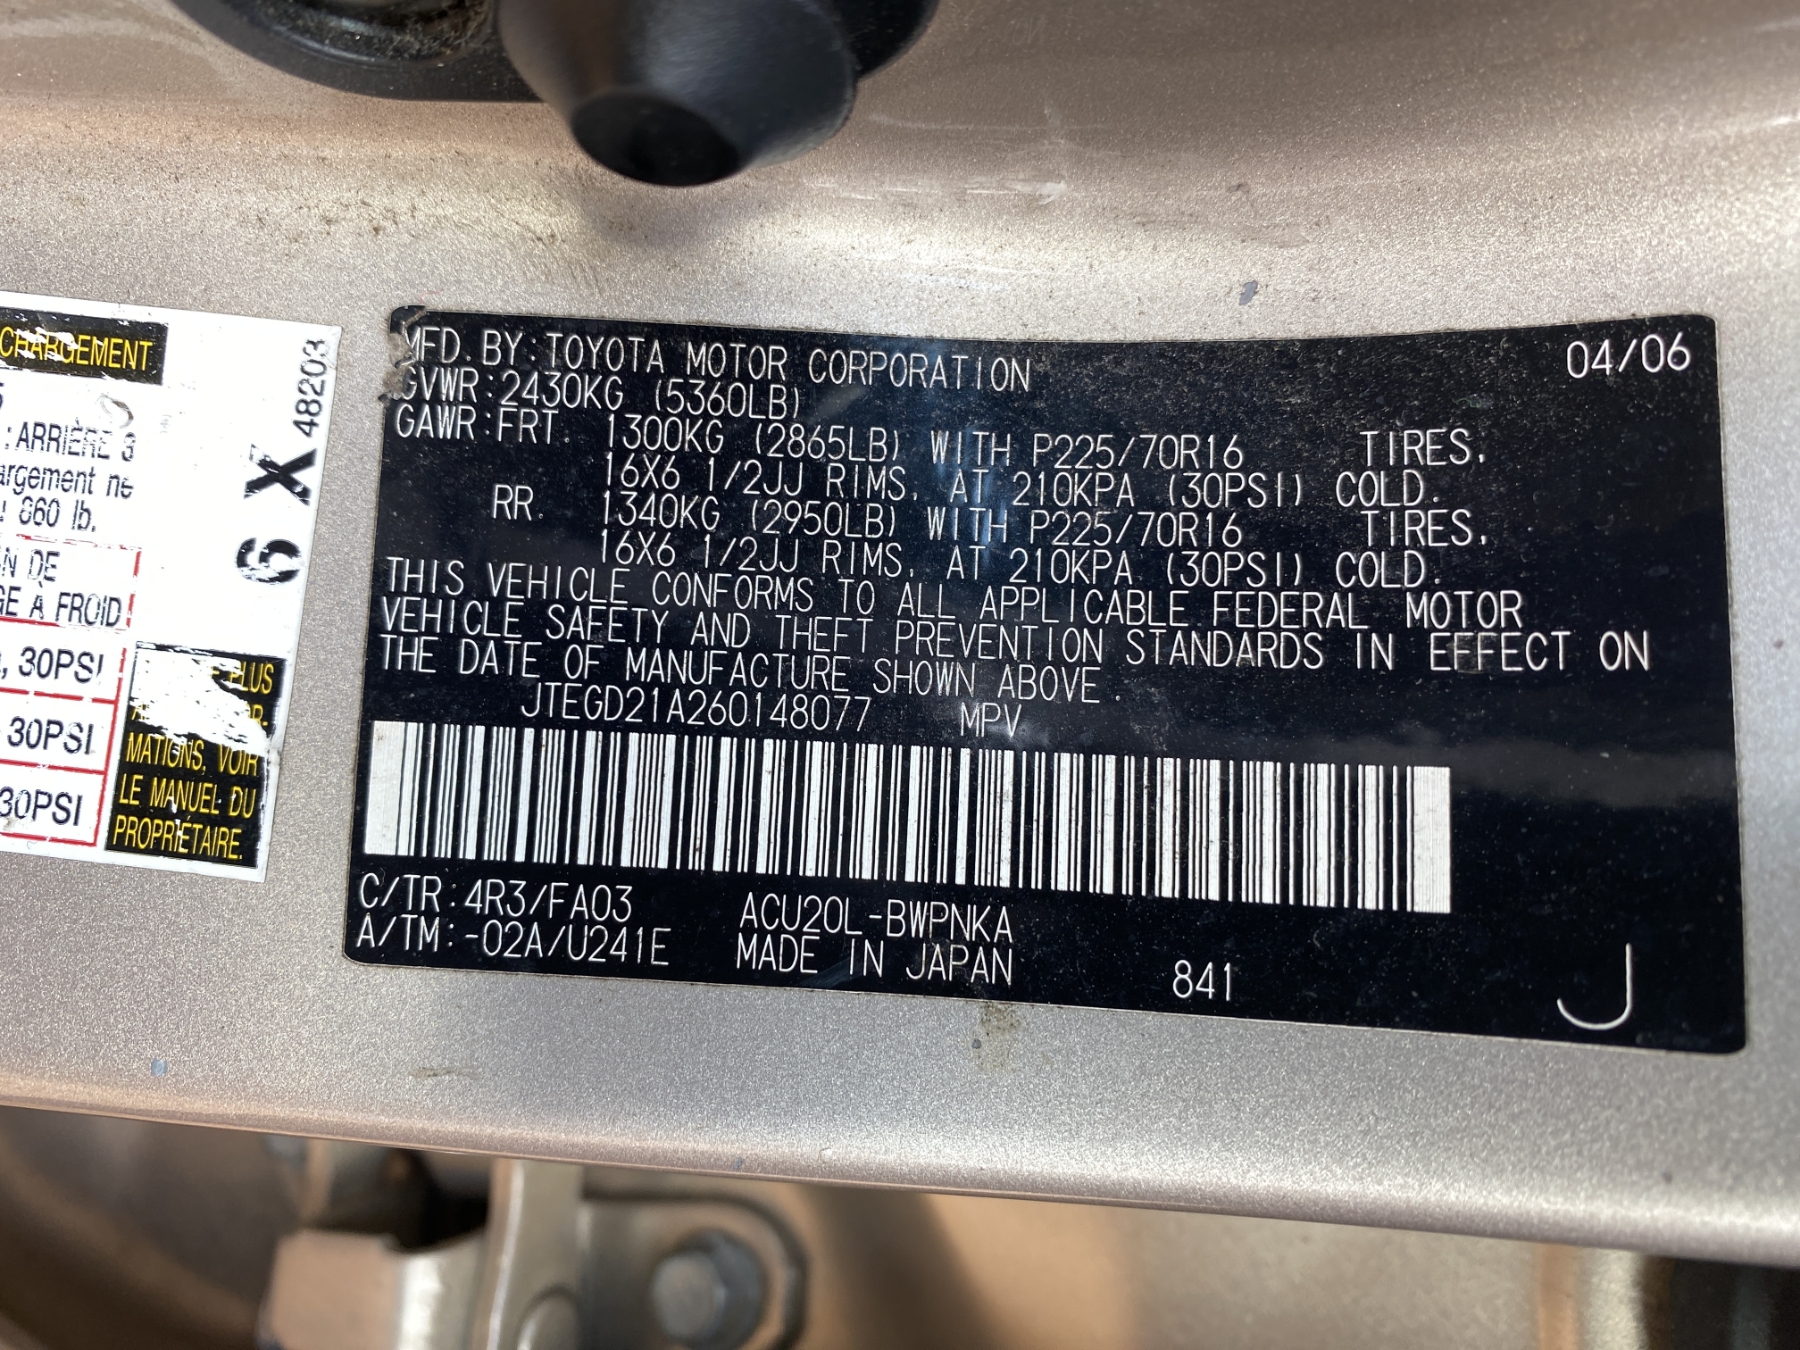 CHARGEMENT
: ARRIÈRE 3
argement ne
860 lb.
N DE
GE A FROID
, 30PSI
30PSI
30PSI
PLUS
MATIONS, VOIR
LE MANUEL DU
PROPRIÉTAIRE.
6 X 48203
MFD. BY: TOYOTA MOTOR CORPORATION 04/06
GVWR: 2430KG (5360LB)
GAWR: FRT. 1300KG (2865LB) WITH P225/70R16 TIRES,
16X6 1/2JJ RIMS, AT 210KPA (30PSI) COLD.
RR. 1340KG (2950LB) WITH P225/70R16 TIRES,
16X6 1/2JJ RIMS, AT 210KPA (30PSI) COLD.
THIS VEHICLE CONFORMS TO ALL APPLICABLE FEDERAL MOTOR
VEHICLE SAFETY AND THEFT PREVENTION STANDARDS IN EFFECT ON
THE DATE OF MANUFACTURE SHOWN ABOVE.
JTEGD21A260148077 MPV
C/TR: 4R3/FA03 ACU20L-BWPNKA
A/TM: -02A/U241E MADE IN JAPAN 841 J